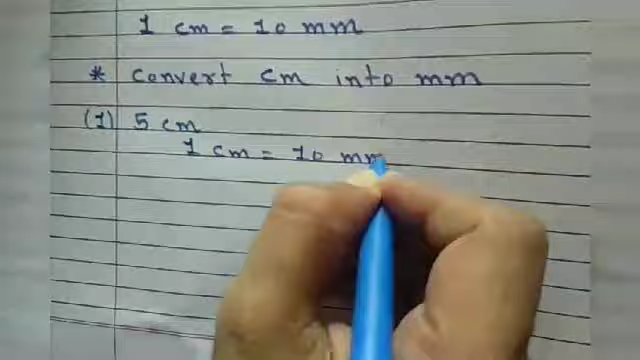 1 cm = 10 mm
* convert cm into mm
(1) 5 cm
1 cm = 10 mm